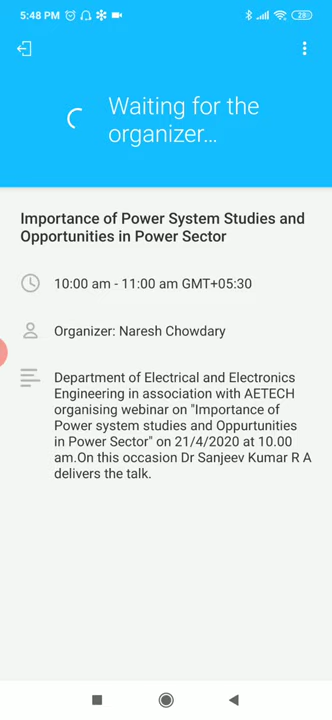 5:48 PM
28
Waiting for the
organizer...
Importance of Power System Studies and
Opportunities in Power Sector
10:00 am - 11:00 am GMT+05:30
Organizer: Naresh Chowdary
Department of Electrical and Electronics
Engineering in association with AETECH
organising webinar on "Importance of
Power system studies and Oppurtunities
in Power Sector" on 21/4/2020 at 10.00
am.On this occasion Dr Sanjeev Kumar R A
delivers the talk.